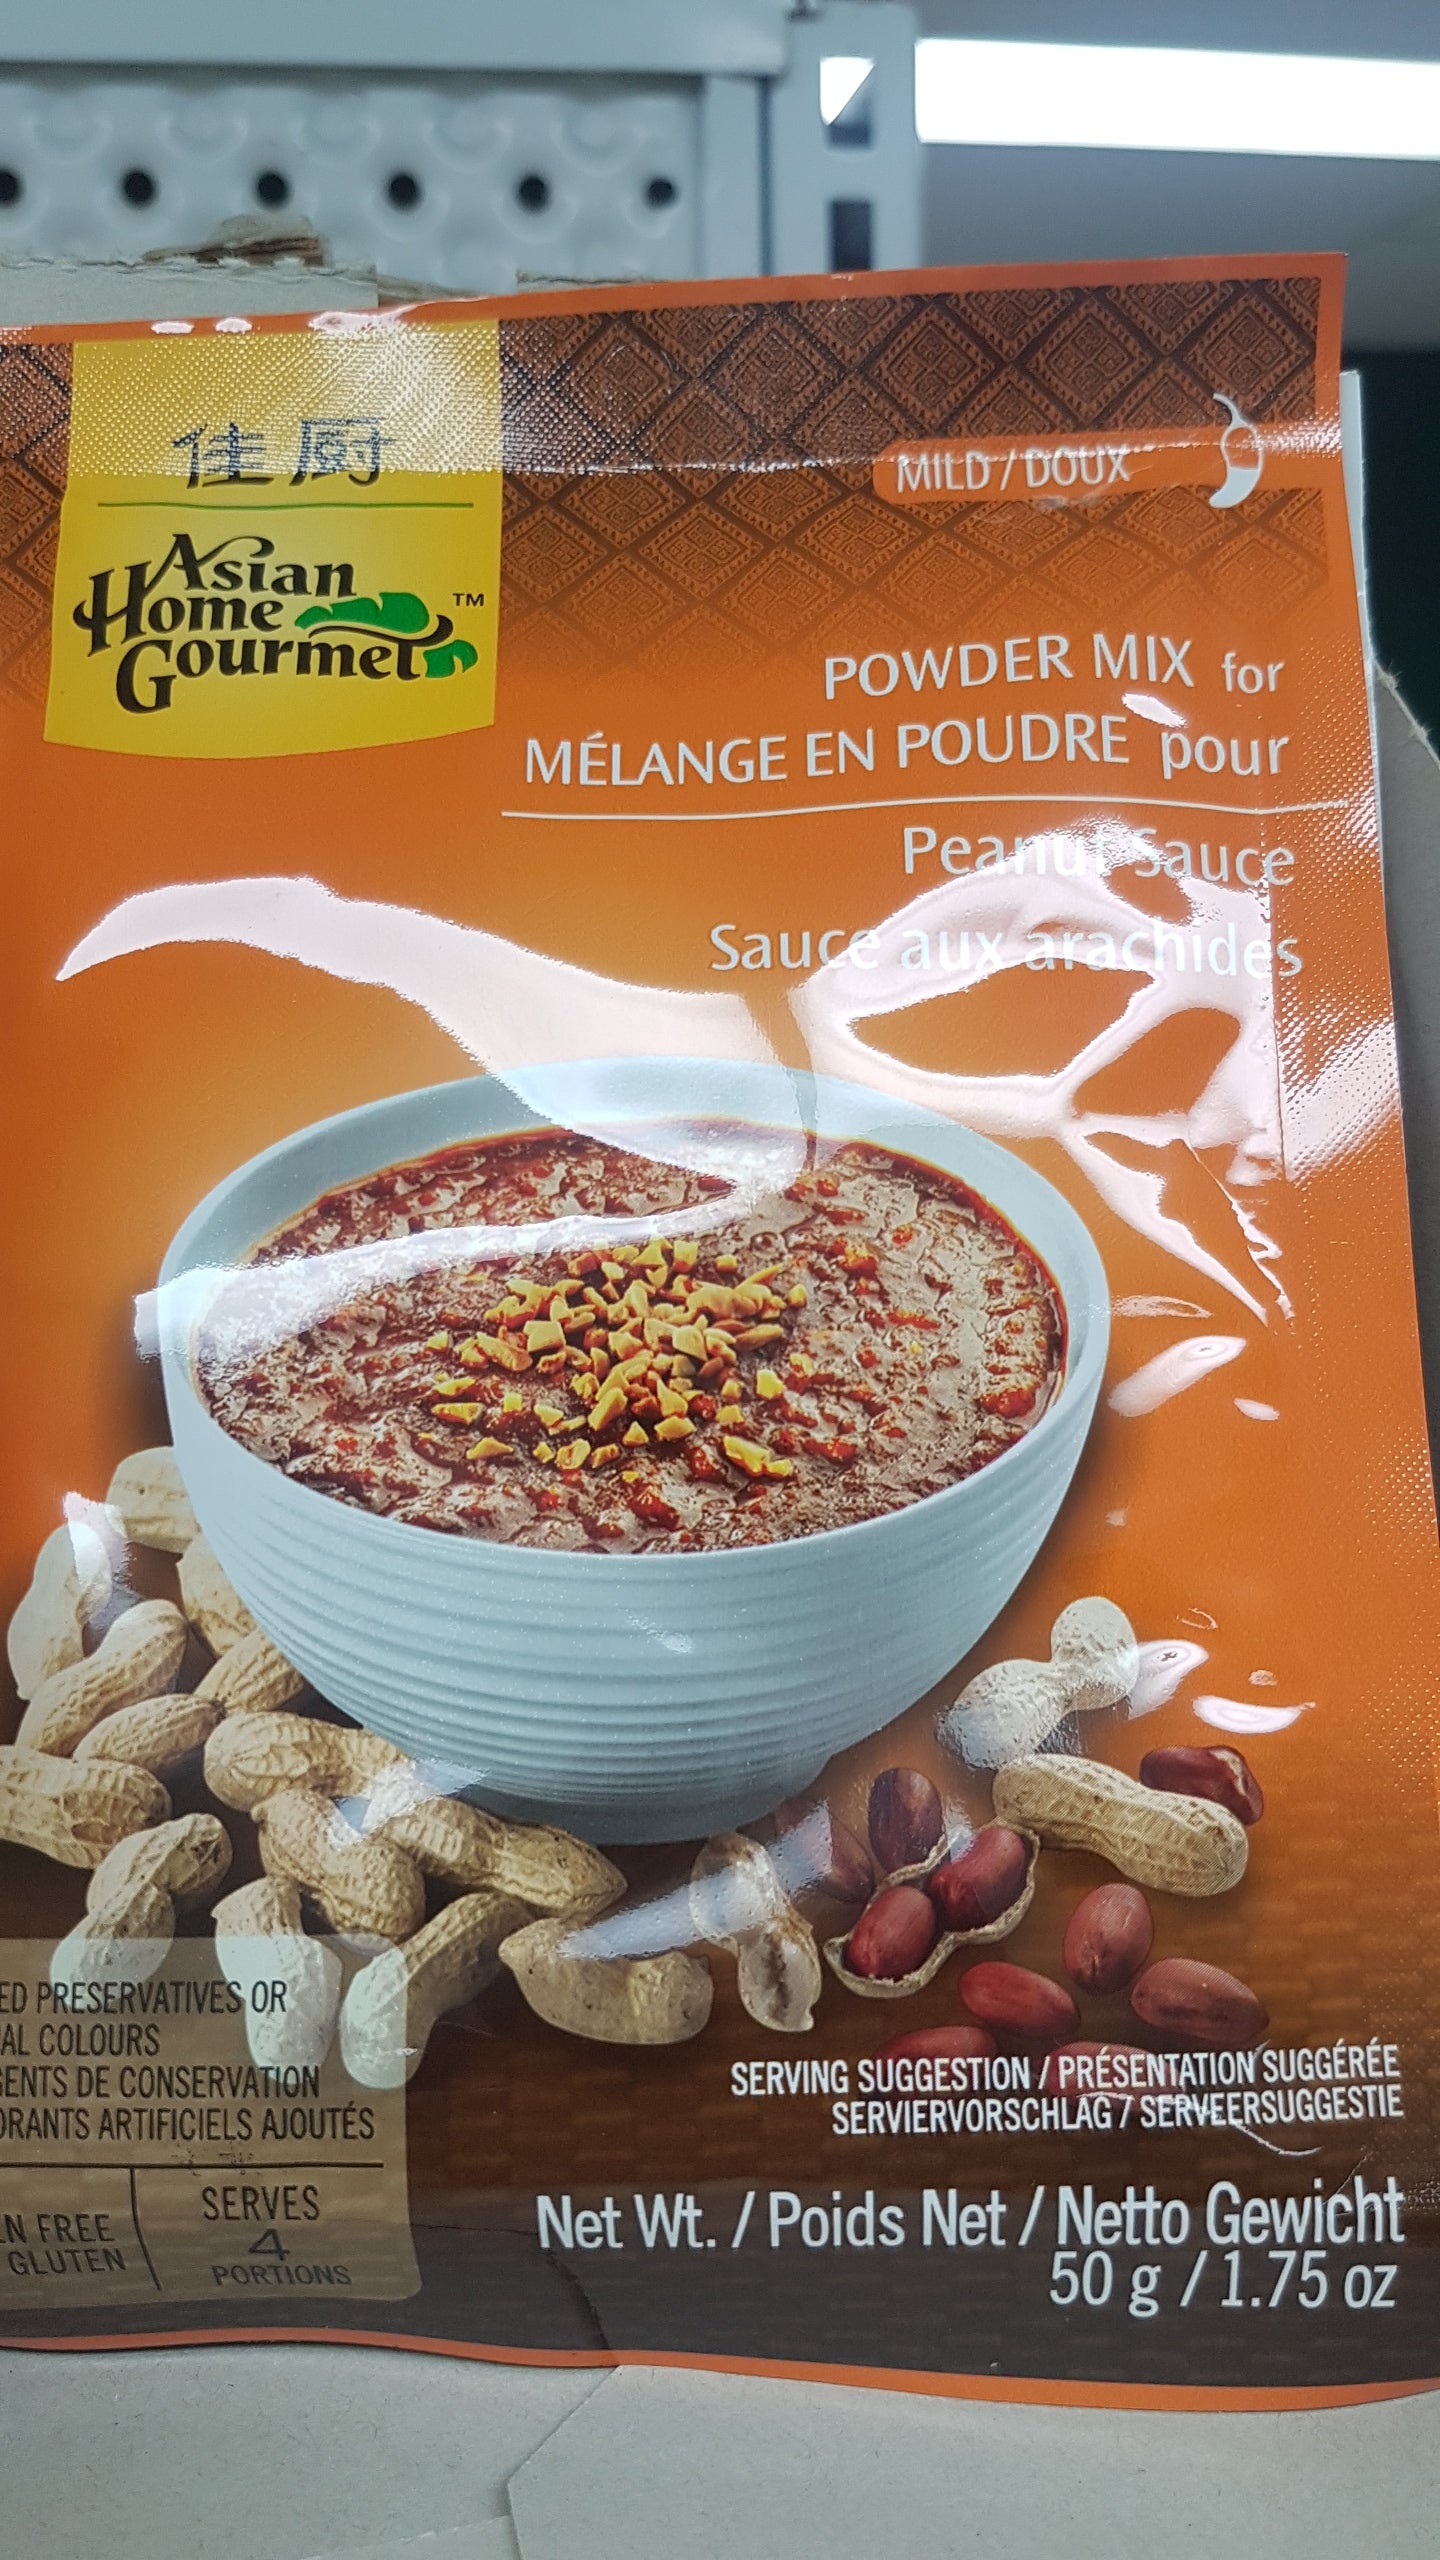 佳厨
Asian
Home
Gourmet™
MILD / DOUX
POWDER MIX for
MÉLANGE EN POUDRE pour
Peanut Sauce
Sauce aux arachides
ED PRESERVATIVES OR
AL COLOURS
GENTS DE CONSERVATION
ORANTS ARTIFICIELS AJOUTÉS
EN FREE
GLUTEN
SERVES
4
PORTIONS
SERVING SUGGESTION / PRÉSENTATION SUGGÉRÉE
SERVIERVORSCHLAG / SERVEERSUGGESTIE
Net Wt. / Poids Net / Netto Gewicht
50 g / 1.75 oz